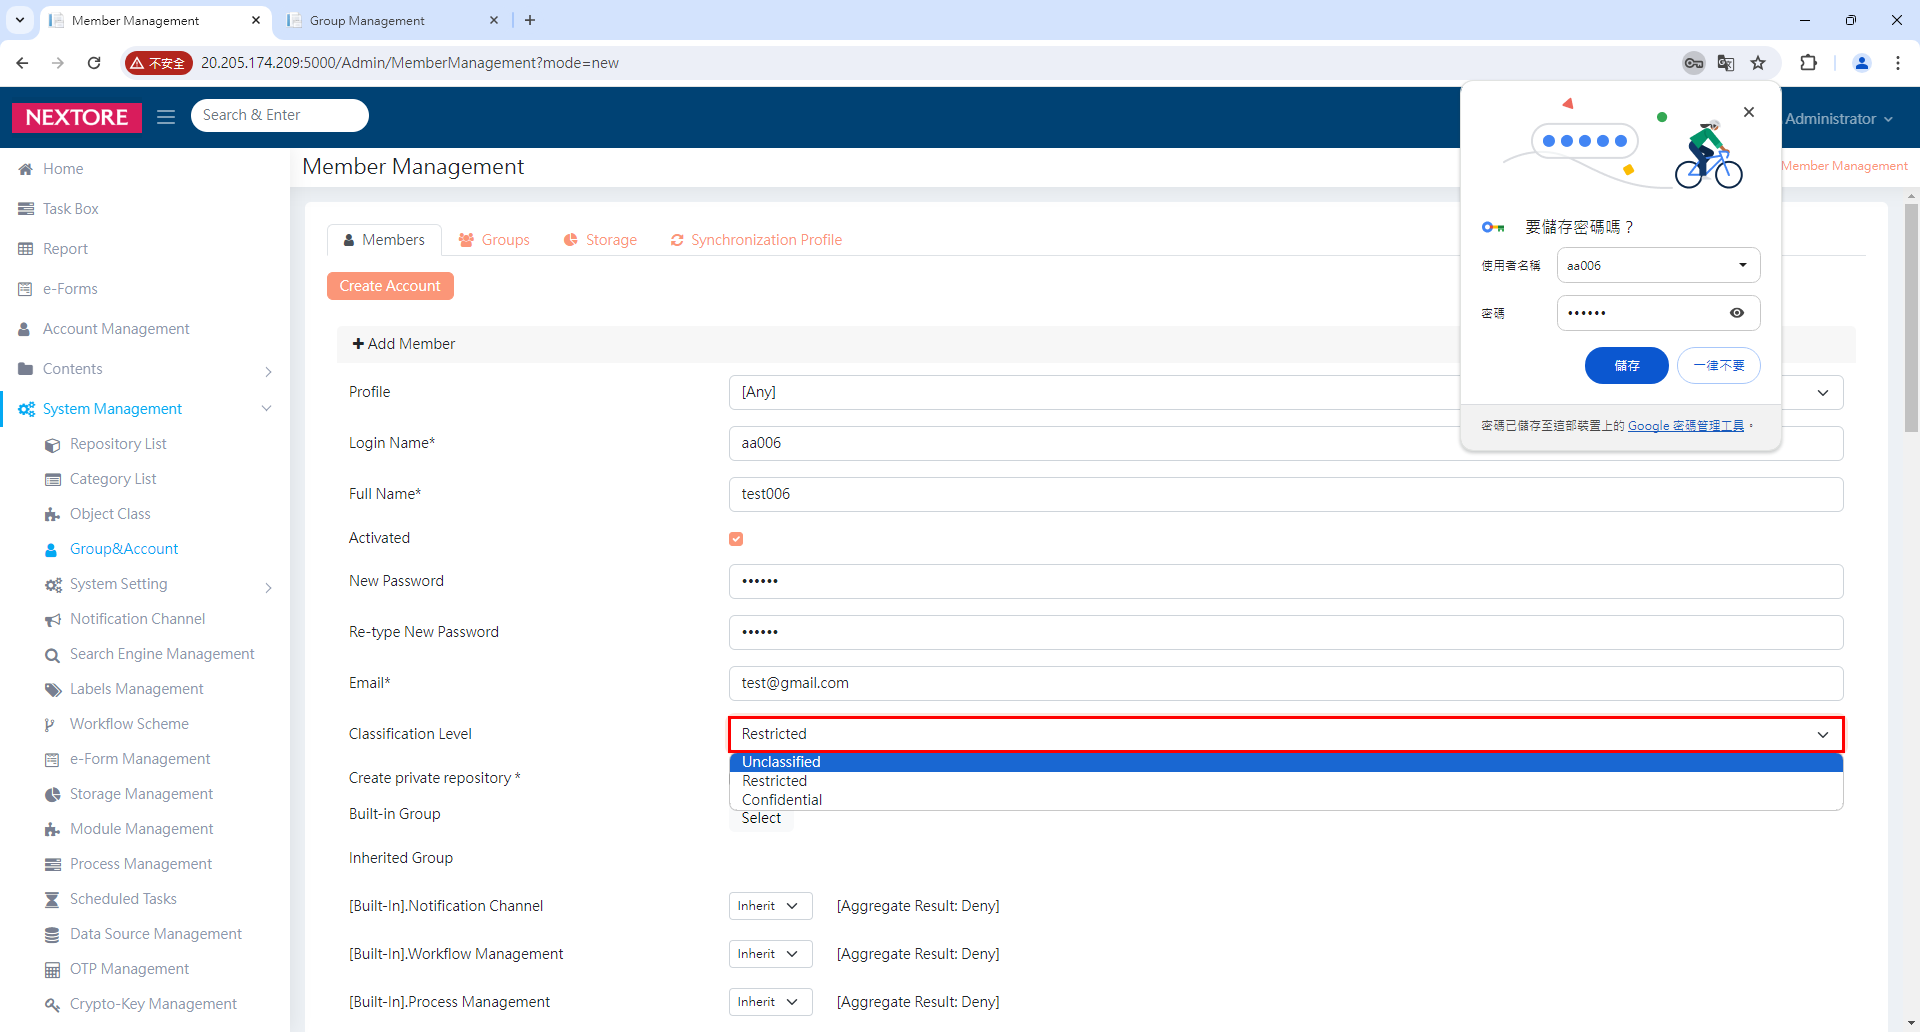 Member Management
Group Management
不安全
20.205.174.209:5000/Admin/MemberManagement?mode=new
NEXTORE
Search & Enter
Administrator
Home
Task Box
Report
e-Forms
Account Management
Contents
System Management
Repository List
Category List
Object Class
Group&Account
System Setting
Notification Channel
Search Engine Management
Labels Management
Workflow Scheme
e-Form Management
Storage Management
Module Management
Process Management
Scheduled Tasks
Data Source Management
OTP Management
Crypto-Key Management
Member Management
Member Management
Members
Groups
Storage
Synchronization Profile
Create Account
Add Member
Profile
[Any]
Login Name*
aa006
Full Name*
test006
Activated
New Password
••••••
Re-type New Password
••••••
Email*
test@gmail.com
Classification Level
Restricted
Unclassified
Restricted
Confidential
Create private repository *
Built-in Group
Select
Inherited Group
[Built-In].Notification Channel
Inherit
[Aggregate Result: Deny]
[Built-In].Workflow Management
Inherit
[Aggregate Result: Deny]
[Built-In].Process Management
Inherit
[Aggregate Result: Deny]
要儲存密碼嗎？
使用者名稱
aa006
密碼
••••••
儲存
一律不要
密碼已儲存至這部裝置上的 Google 密碼管理工具。